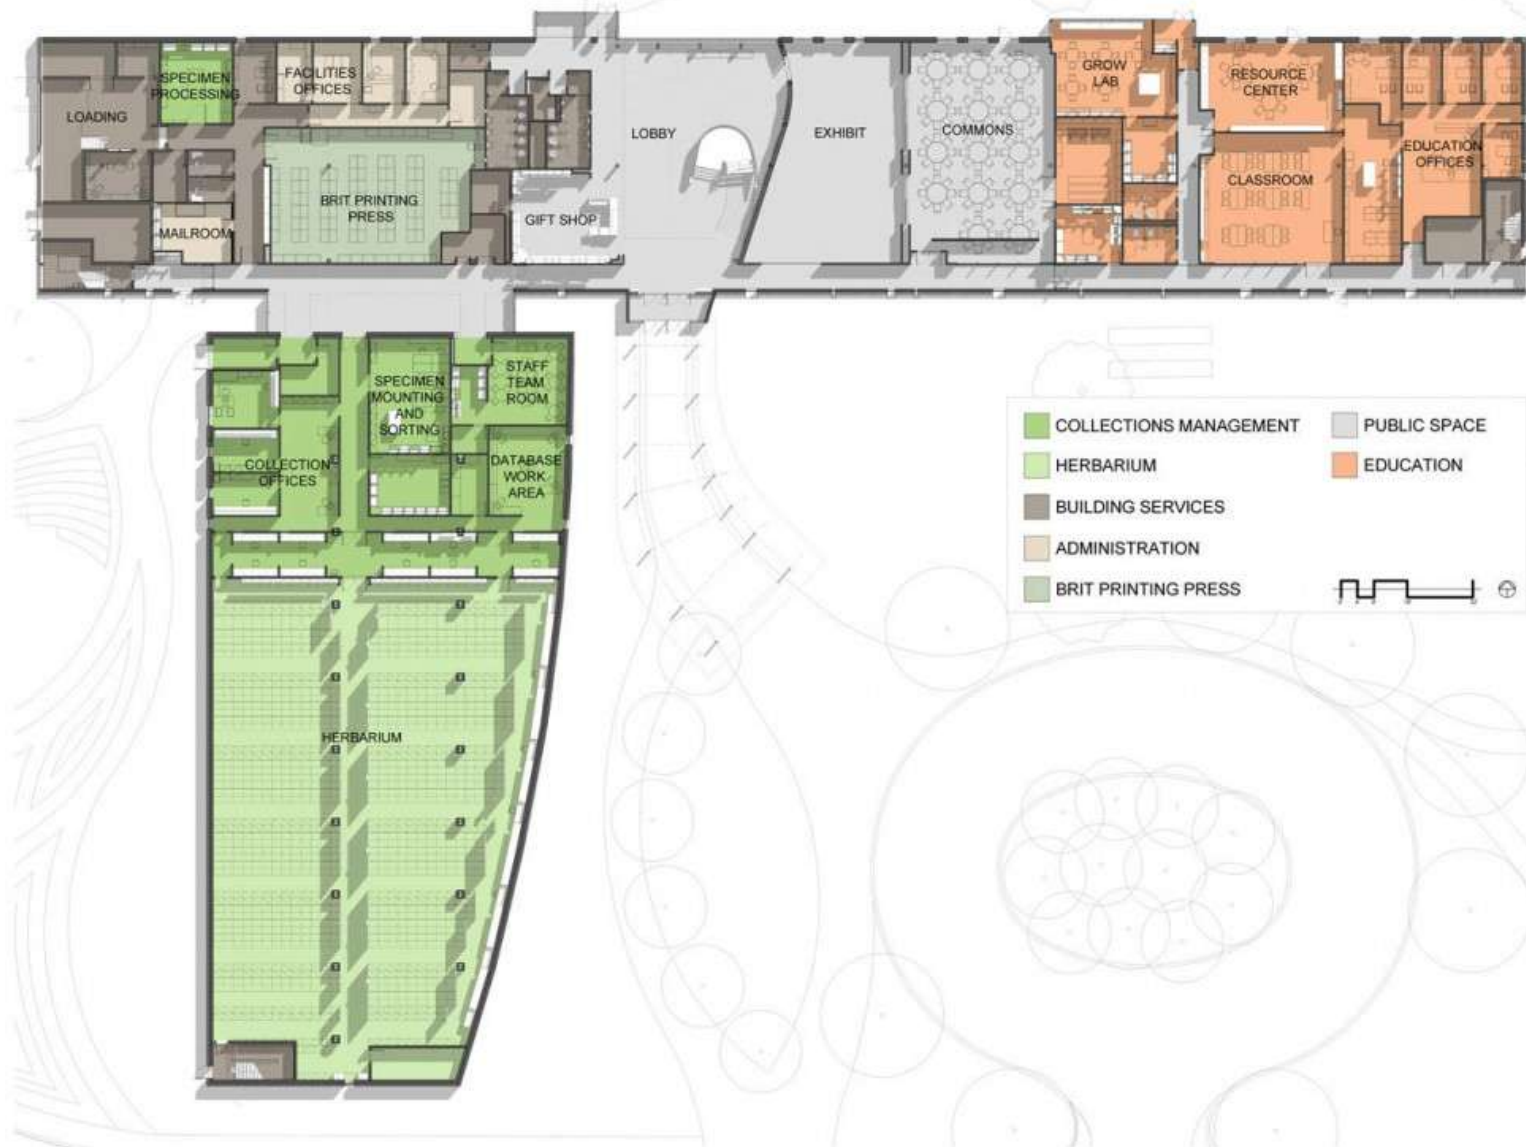 SPECIMEN
PROCESSING
FACILITIES
OFFICES
LOADING
MAILROOM
BRIT PRINTING
PRESS
GIFT SHOP
LOBBY
EXHIBIT
COMMONS
GROW
LAB
RESOURCE
CENTER
CLASSROOM
EDUCATION
OFFICES
SPECIMEN
MOUNTING
AND
SORTING
STAFF
TEAM
ROOM
COLLECTION
OFFICES
DATABASE
WORK
AREA
HERBARIUM
COLLECTIONS MANAGEMENT
HERBARIUM
BUILDING SERVICES
ADMINISTRATION
BRIT PRINTING PRESS
PUBLIC SPACE
EDUCATION